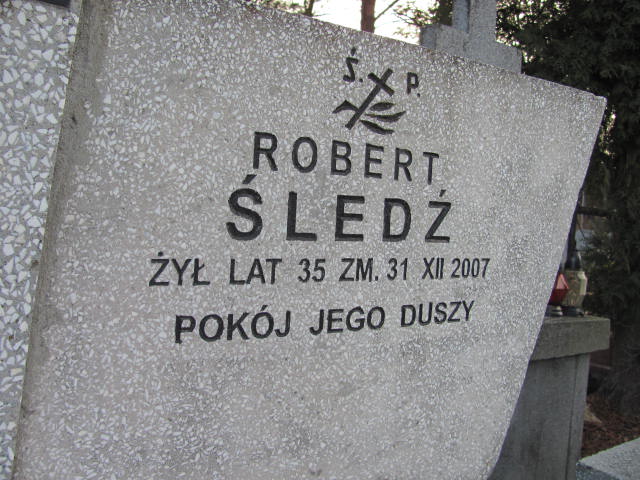 Ś. P.
ROBERT
ŚLEDŹ
ŻYŁ LAT 35 ZM. 31 XII 2007
POKÓJ JEGO DUSZY